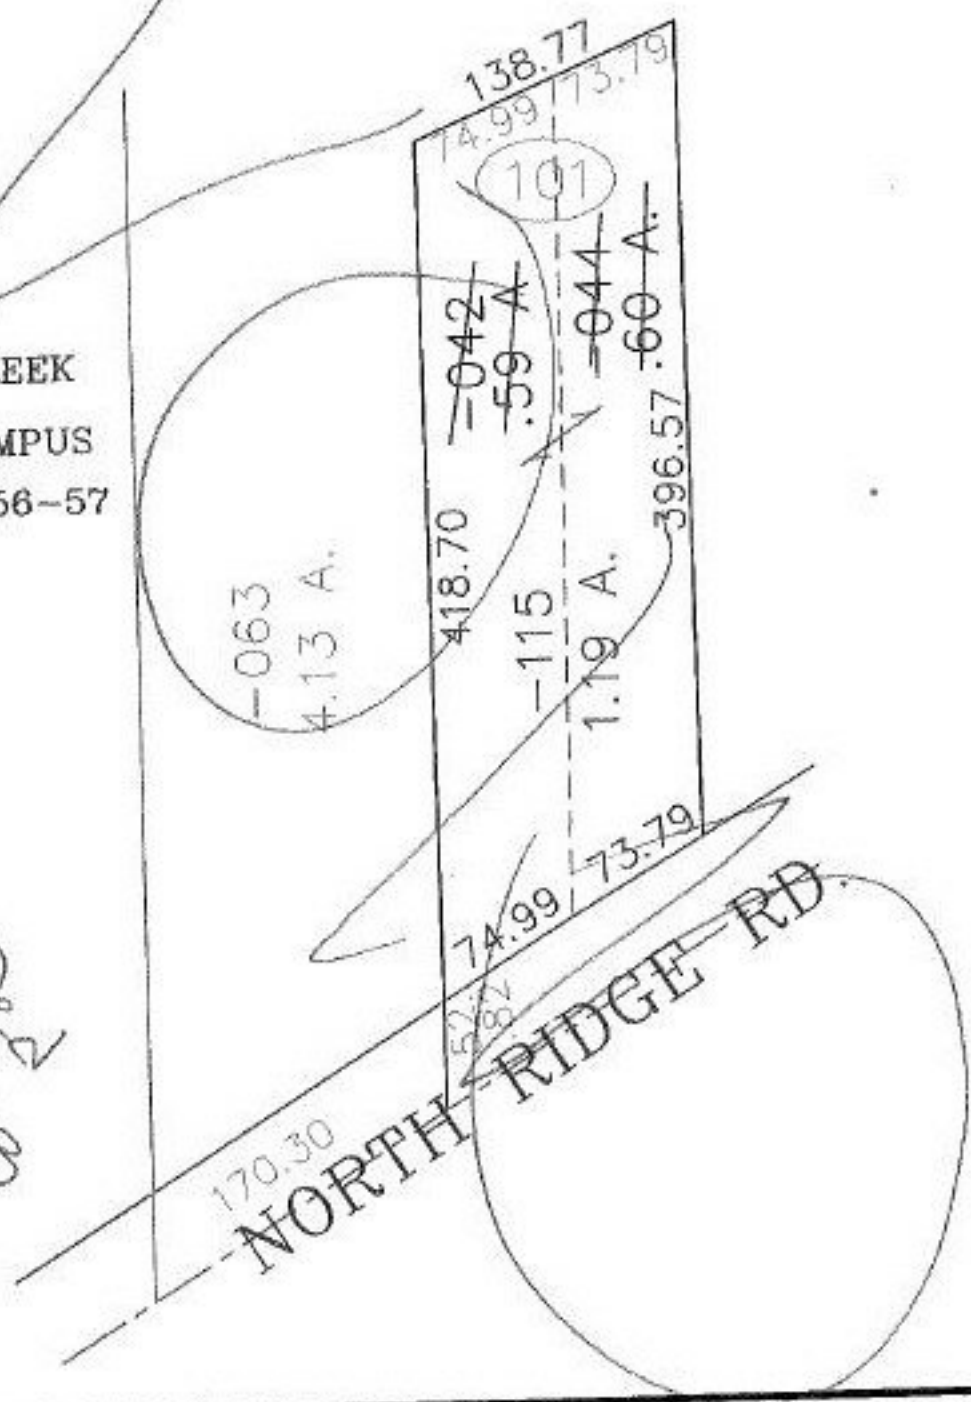 138.77
74.99
73.79
101
-042
.59 A
-044
.60 A.
EEK
MPUS
56-57
418.70
396.57
-063
4.13 A.
-115
1.19 A.
74.99
73.79
52.
.82
170.30
NORTH RIDGE RD.